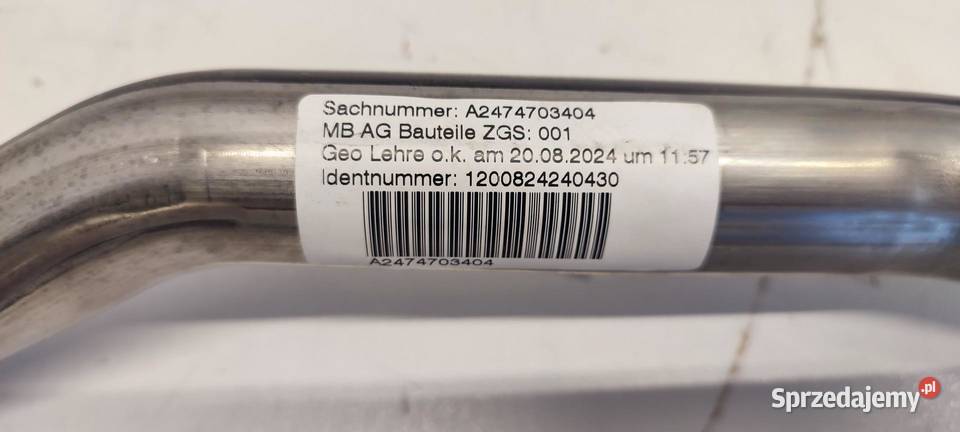 Sachnummer: A2474703404
MB AG Bauteile ZGS: 001
Geo Lehre o.k. am 20.08.2024 um 11:57
Identnummer: 1200824240430
A2474703404
Sprzedajemy.pl